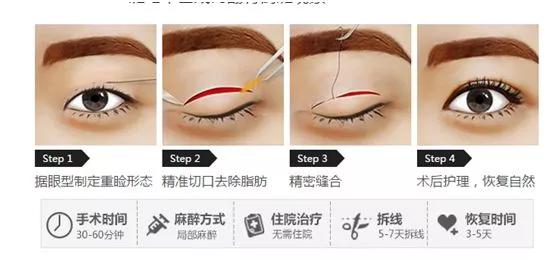 Step 1
Step 2
Step 3
Step 4
据眼型制定重睑形态
精准切口去除脂肪
精密缝合
术后护理，恢复自然
手术时间
30-60分钟
麻醉方式
局部麻醉
住院治疗
无需住院
拆线
5-7天拆线
恢复时间
3-5天